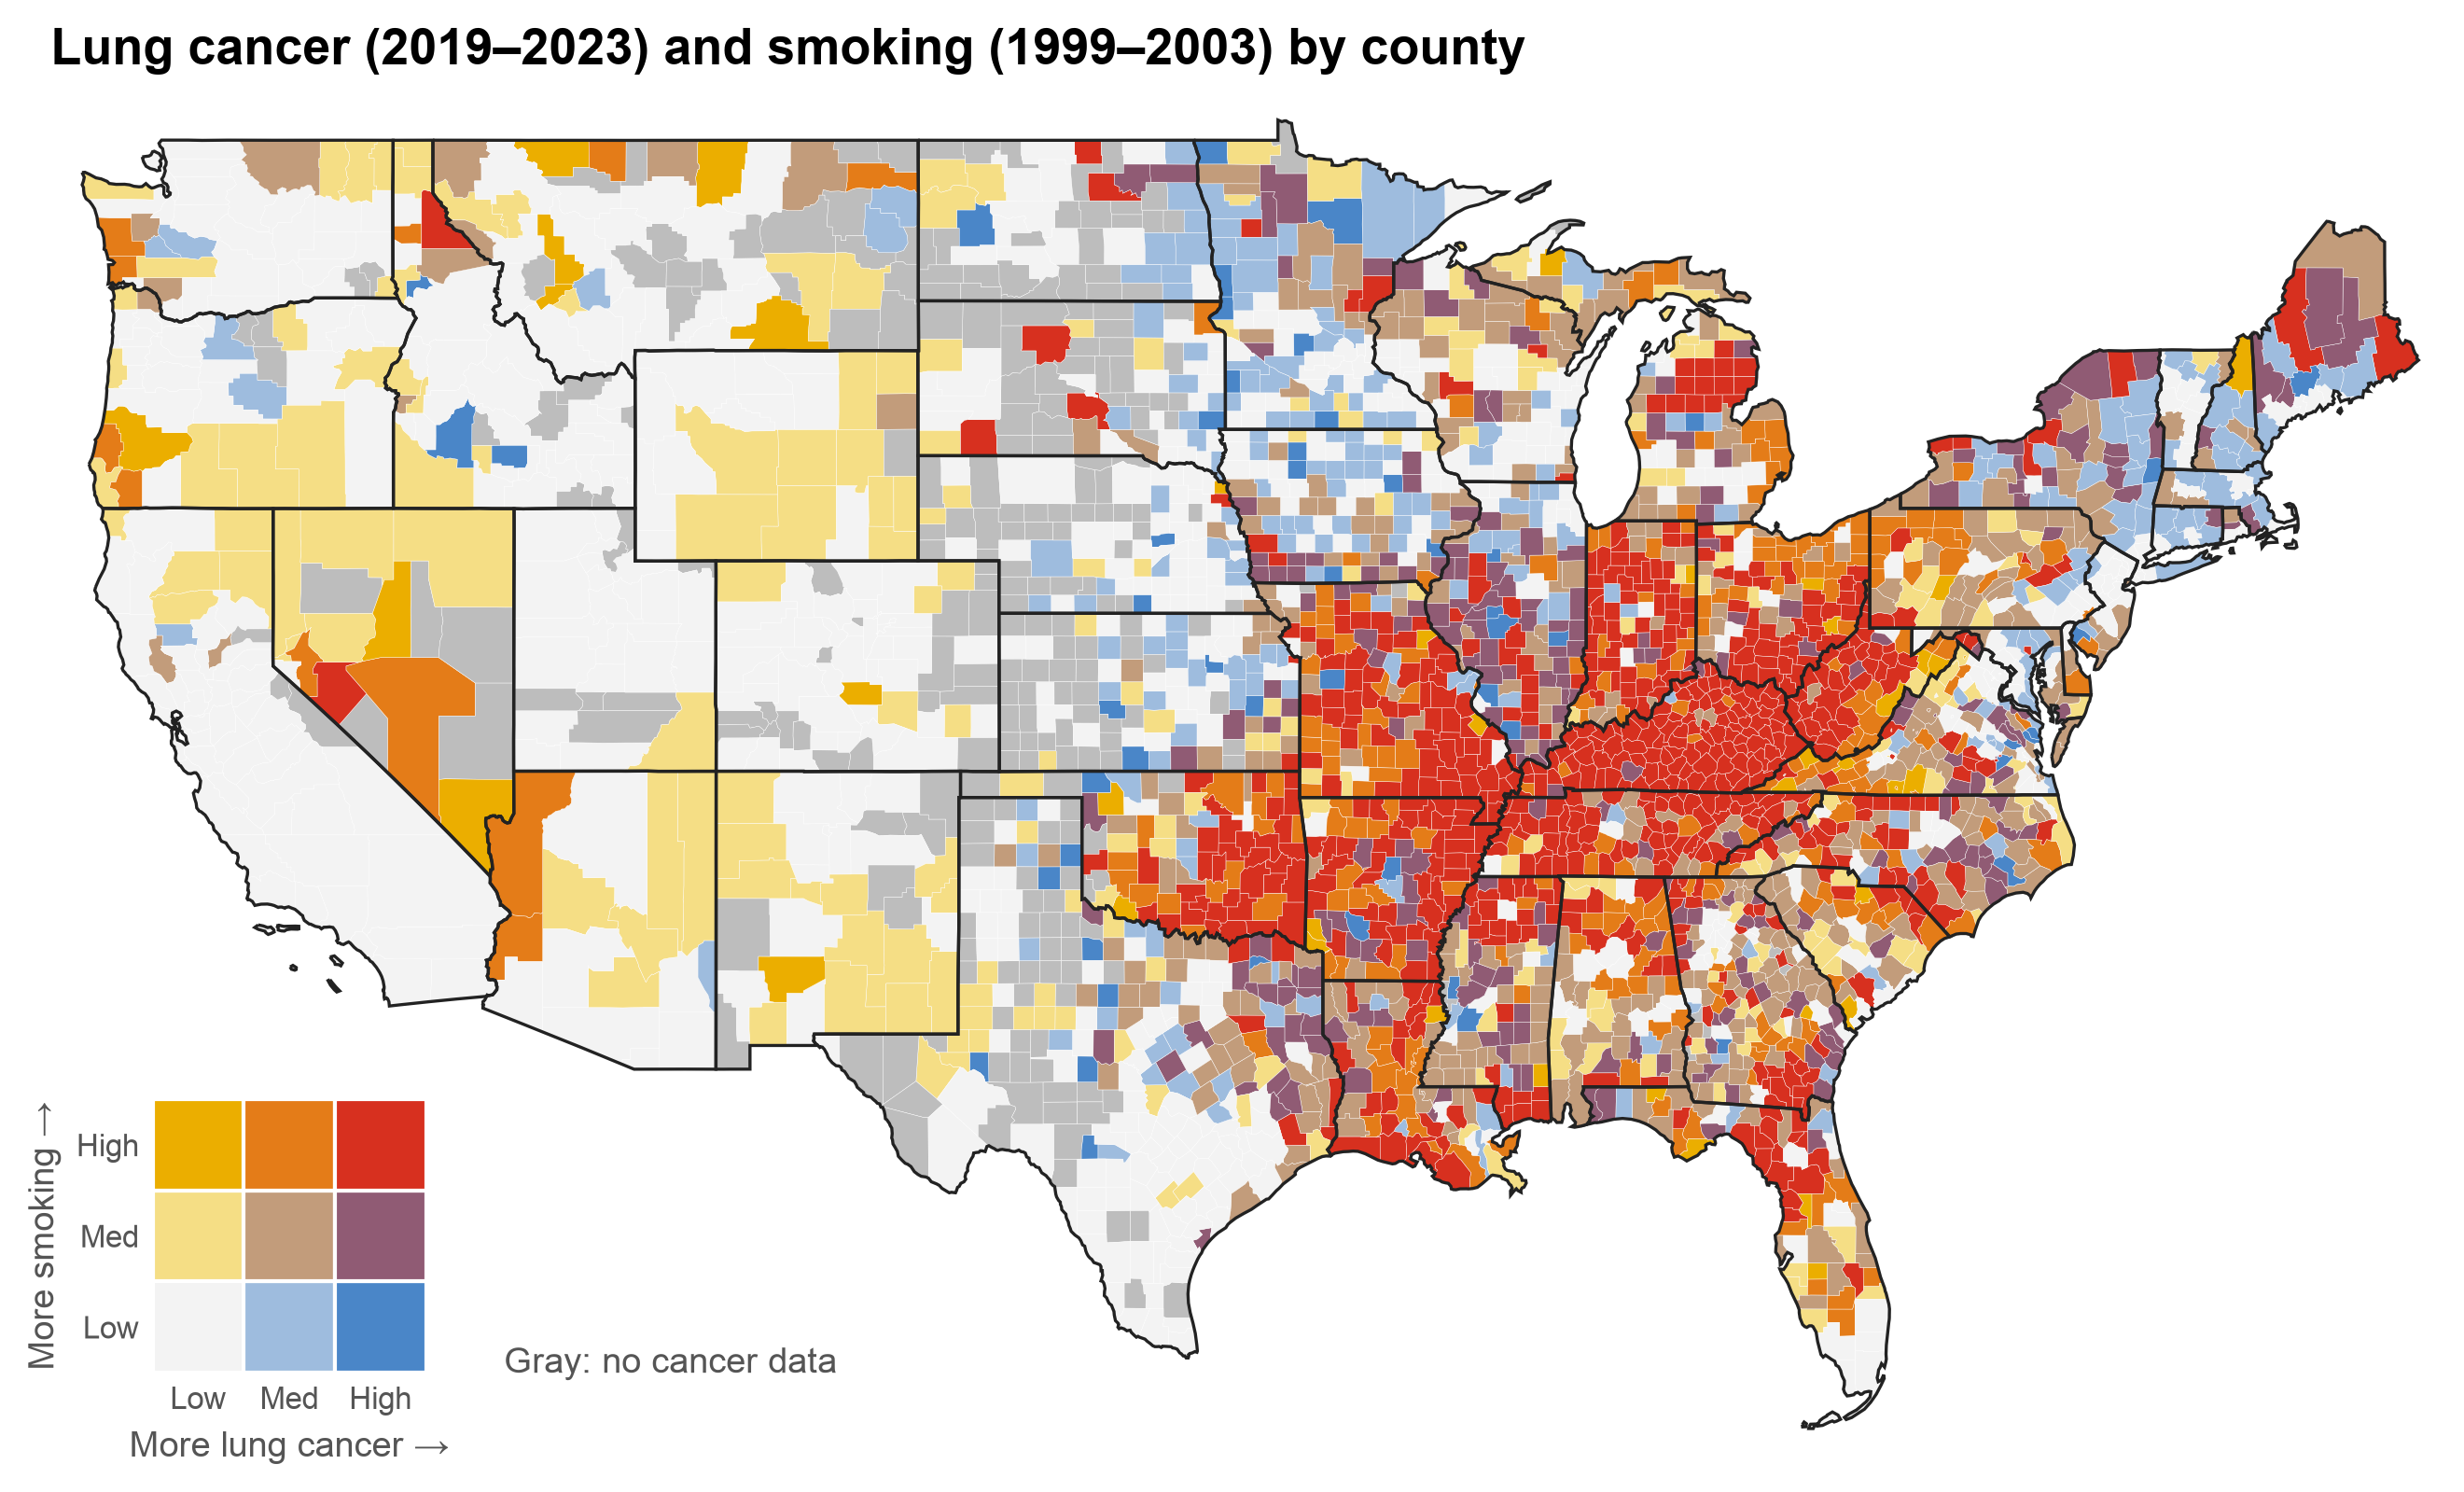 Lung cancer (2019–2023) and smoking (1999–2003) by county
More smoking →
High
Med
Low
Low Med High
More lung cancer →
Gray: no cancer data